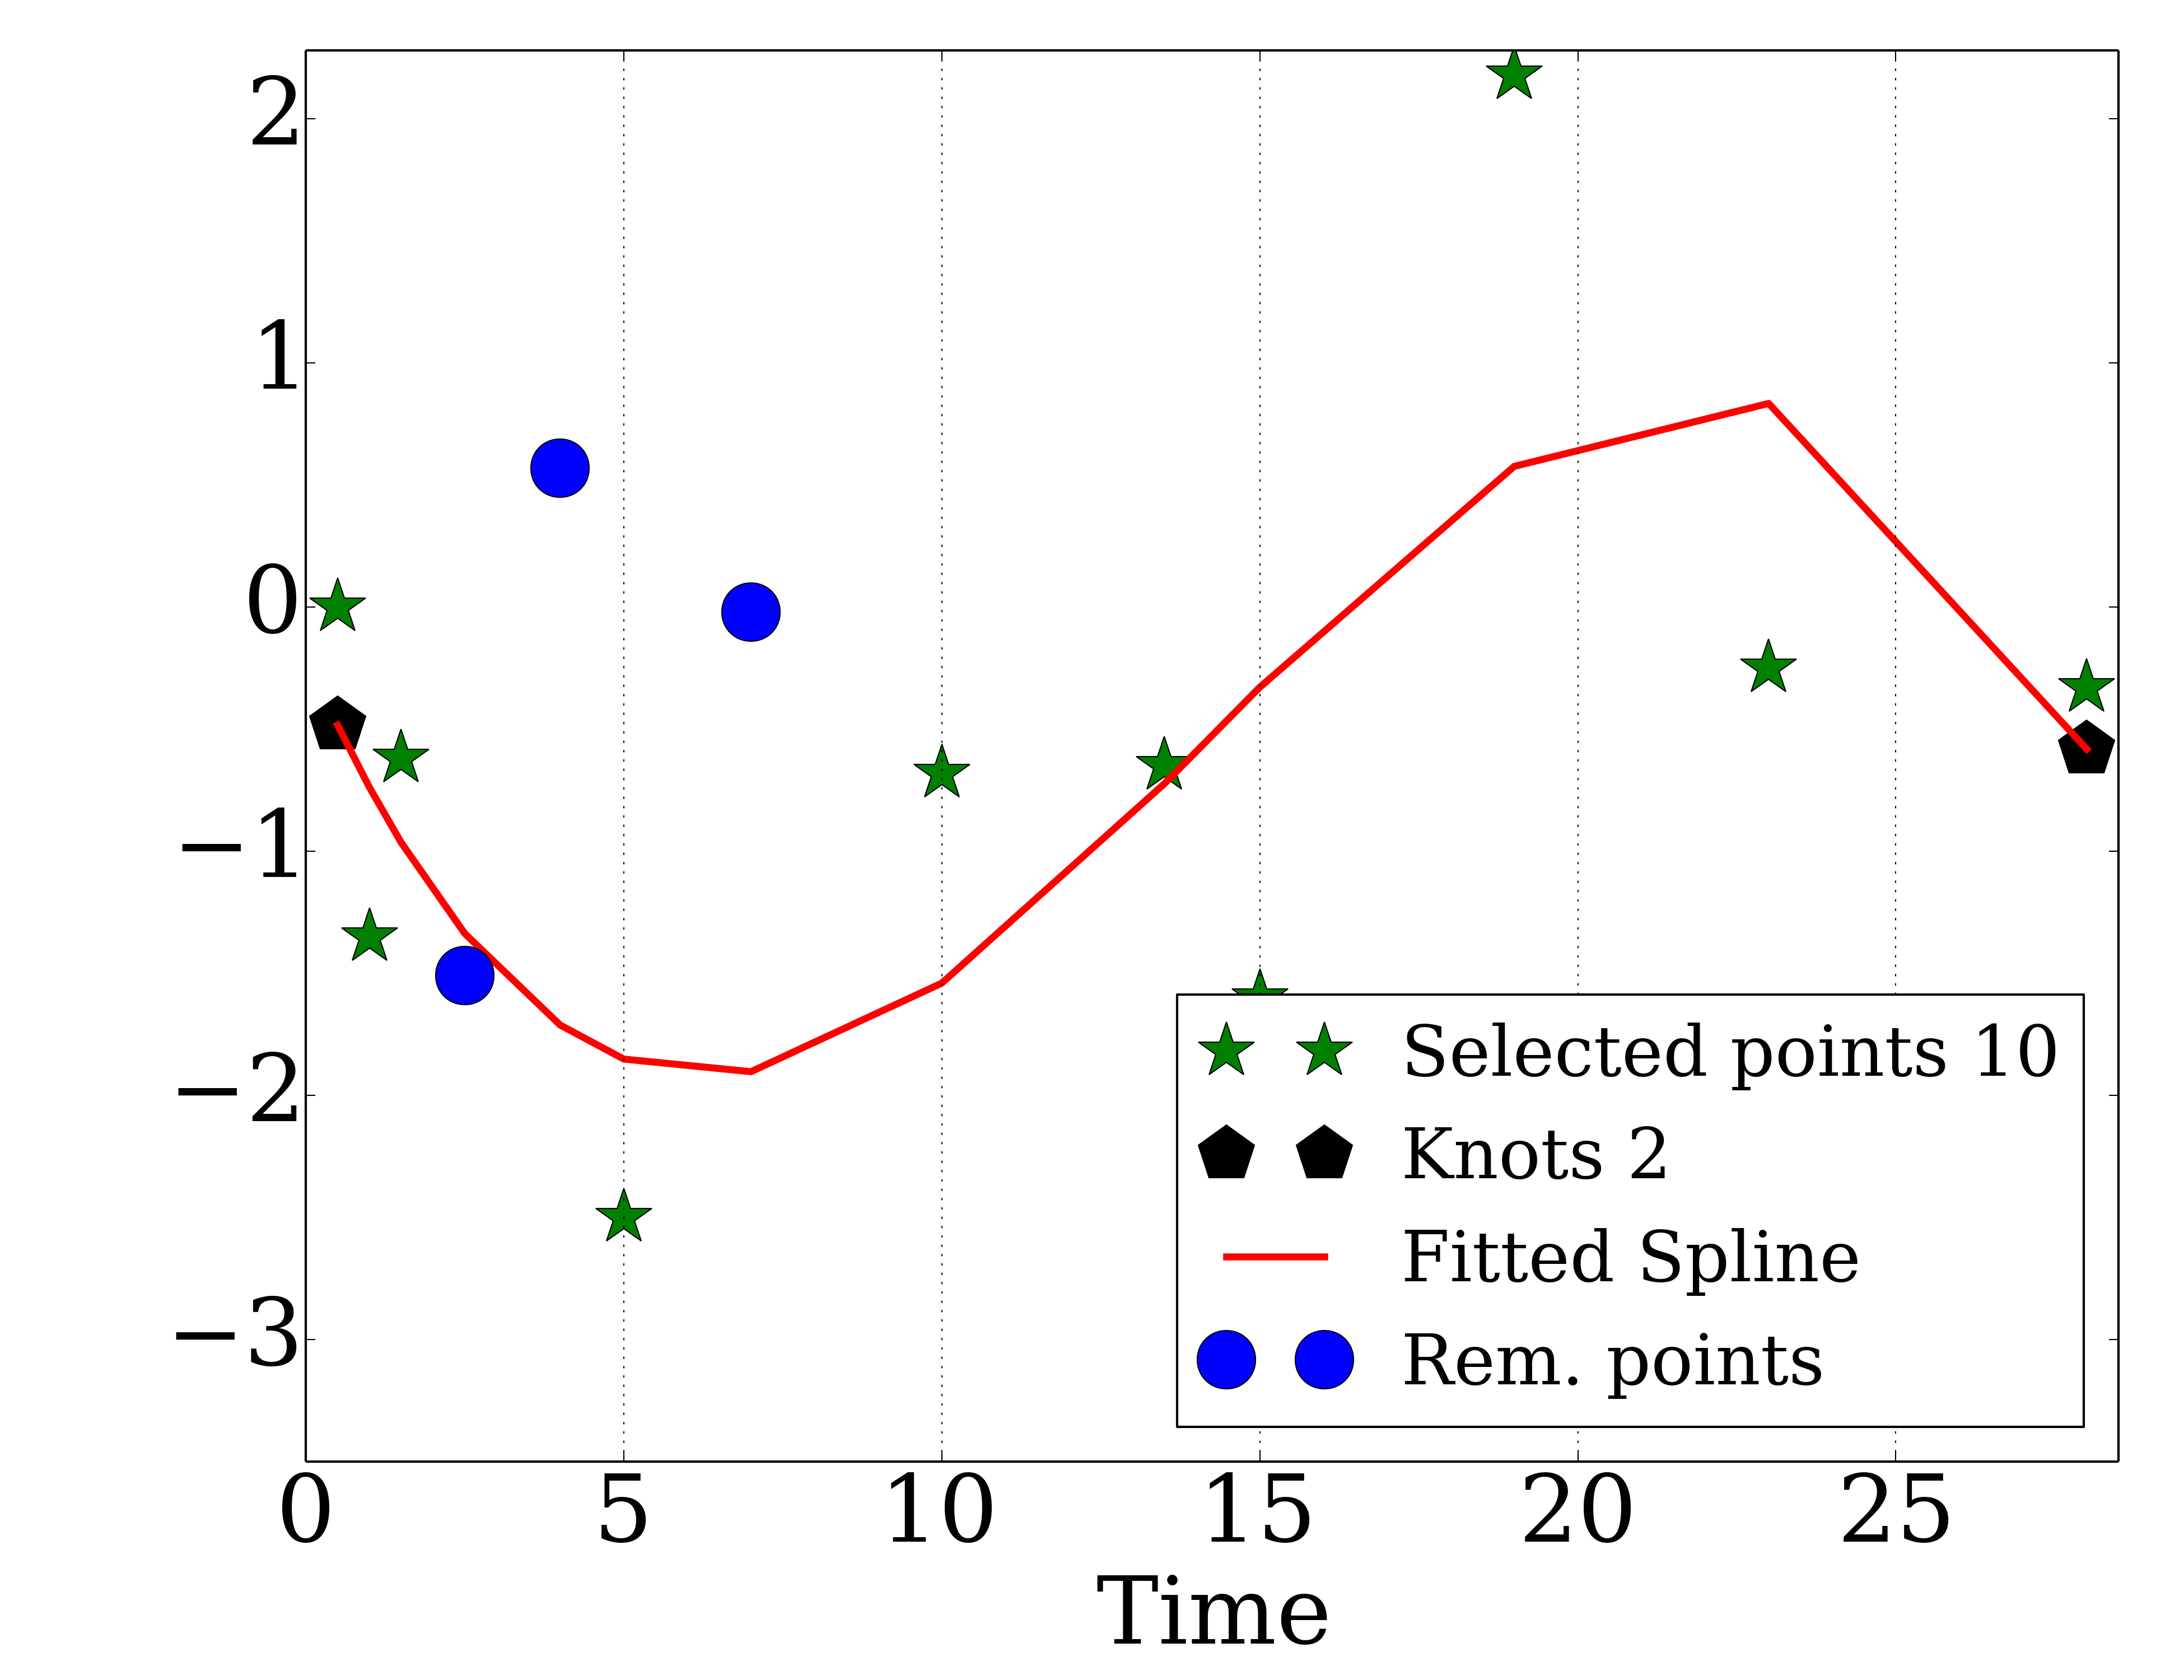 2
1
0
−1
−2
−3
0 5 10 15 20 25
Time
Selected points 10
Knots 2
Fitted Spline
Rem. points